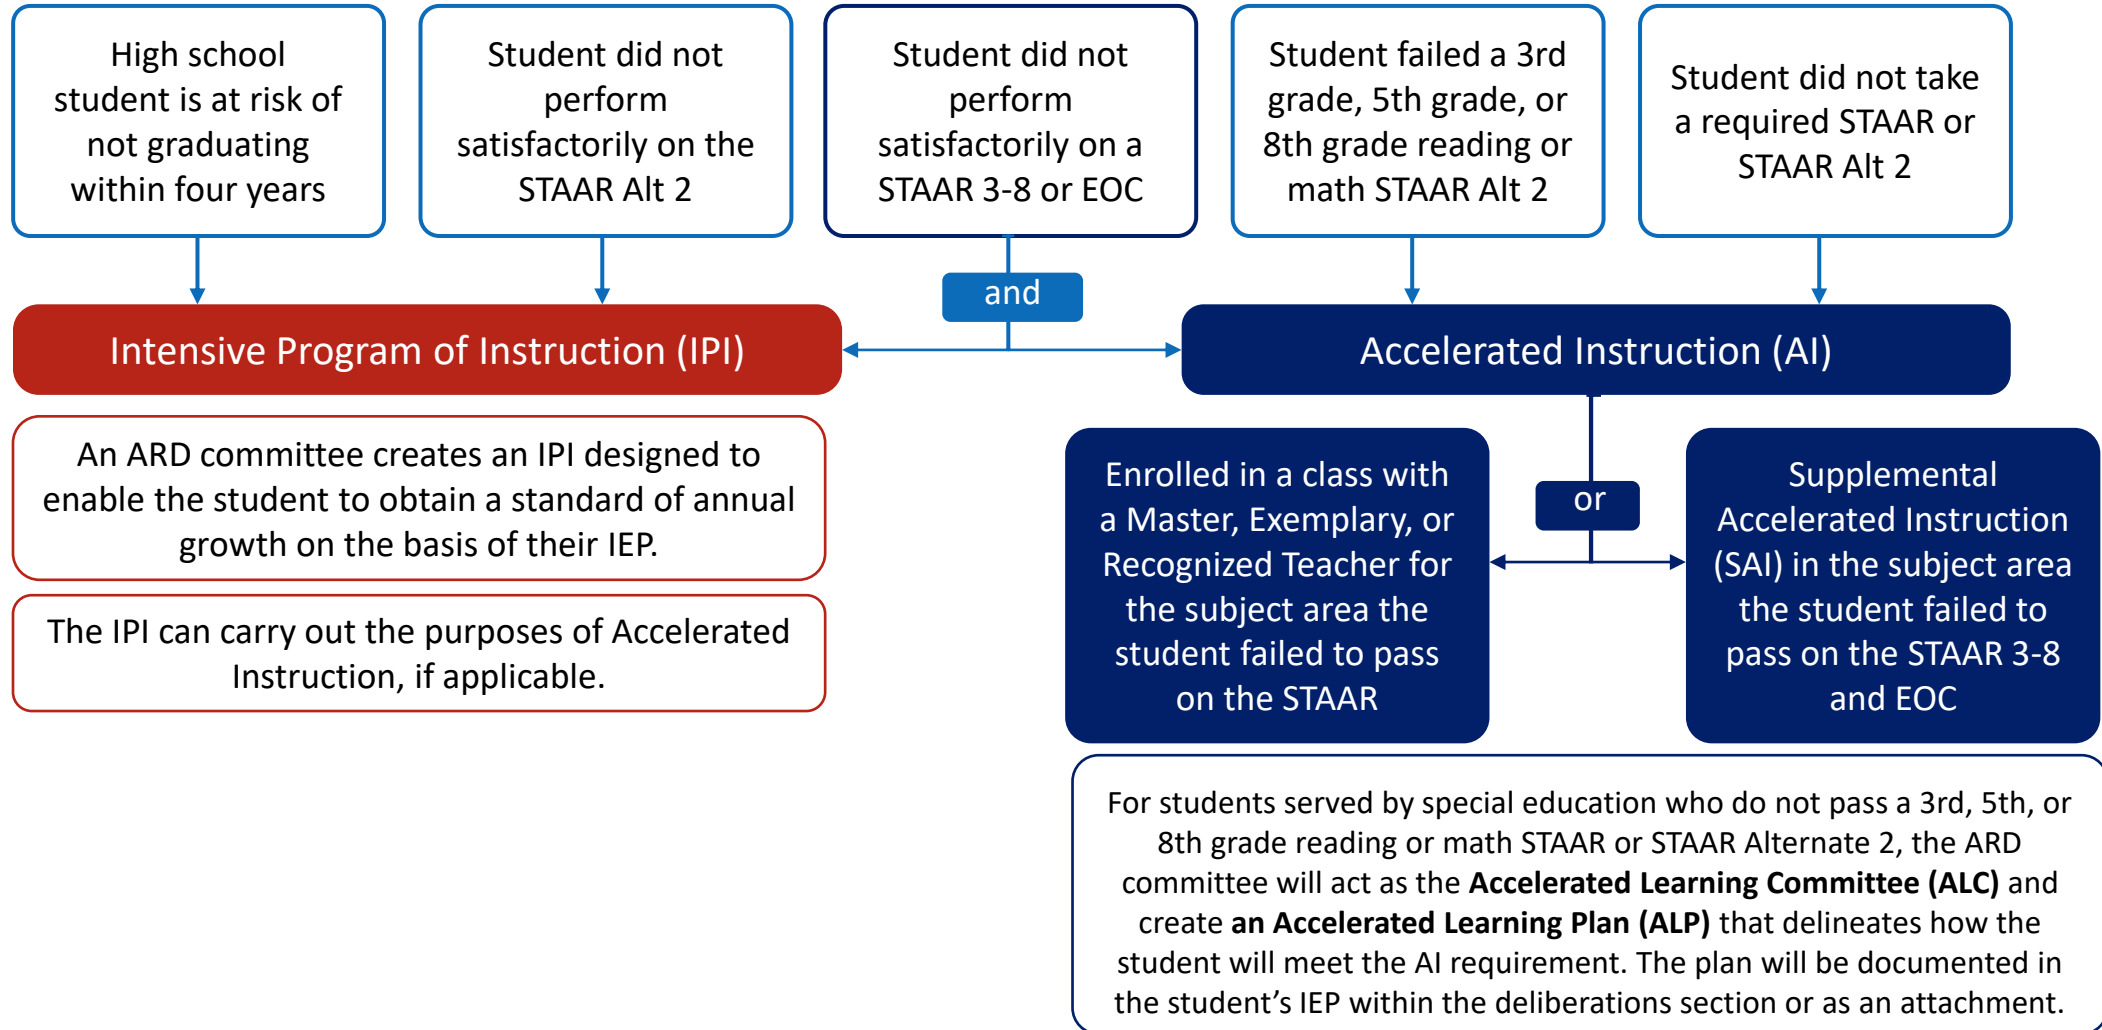 High school
student is at risk of
not graduating
within four years
Student did not
perform
satisfactorily on the
STAAR Alt 2
Student did not
perform
satisfactorily on a
STAAR 3-8 or EOC
Student failed a 3rd
grade, 5th grade, or
8th grade reading or
math STAAR Alt 2
Student did not take
a required STAAR or
STAAR Alt 2
and
Intensive Program of Instruction (IPI)
Accelerated Instruction (AI)
An ARD committee creates an IPI designed to
enable the student to obtain a standard of annual
growth on the basis of their IEP.
The IPI can carry out the purposes of Accelerated
Instruction, if applicable.
Enrolled in a class with
a Master, Exemplary, or
Recognized Teacher for
the subject area the
student failed to pass
on the STAAR
or
Supplemental
Accelerated Instruction
(SAI) in the subject area
the student failed to
pass on the STAAR 3-8
and EOC
For students served by special education who do not pass a 3rd, 5th, or
8th grade reading or math STAAR or STAAR Alternate 2, the ARD
committee will act as the Accelerated Learning Committee (ALC) and
create an Accelerated Learning Plan (ALP) that delineates how the
student will meet the AI requirement. The plan will be documented in
the student’s IEP within the deliberations section or as an attachment.